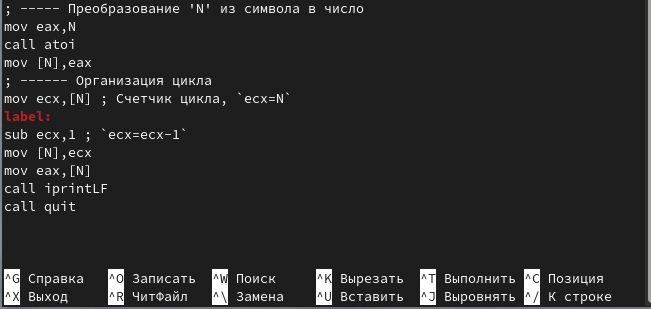 ; ----- Преобразование 'N' из символа в число
mov eax,N
call atoi
mov [N],eax
; ------ Организация цикла
mov ecx,[N] ; Счетчик цикла, `ecx=N`
label:
sub ecx,1 ; `ecx=ecx-1`
mov [N],ecx
mov eax,[N]
call iprintLF
call quit
^G Справка ^O Записать ^W Поиск ^K Вырезать ^T Выполнить ^C Позиция
^X Выход ^R ЧитФайл ^\ Замена ^U Вставить ^J Выровнять ^/ К строке